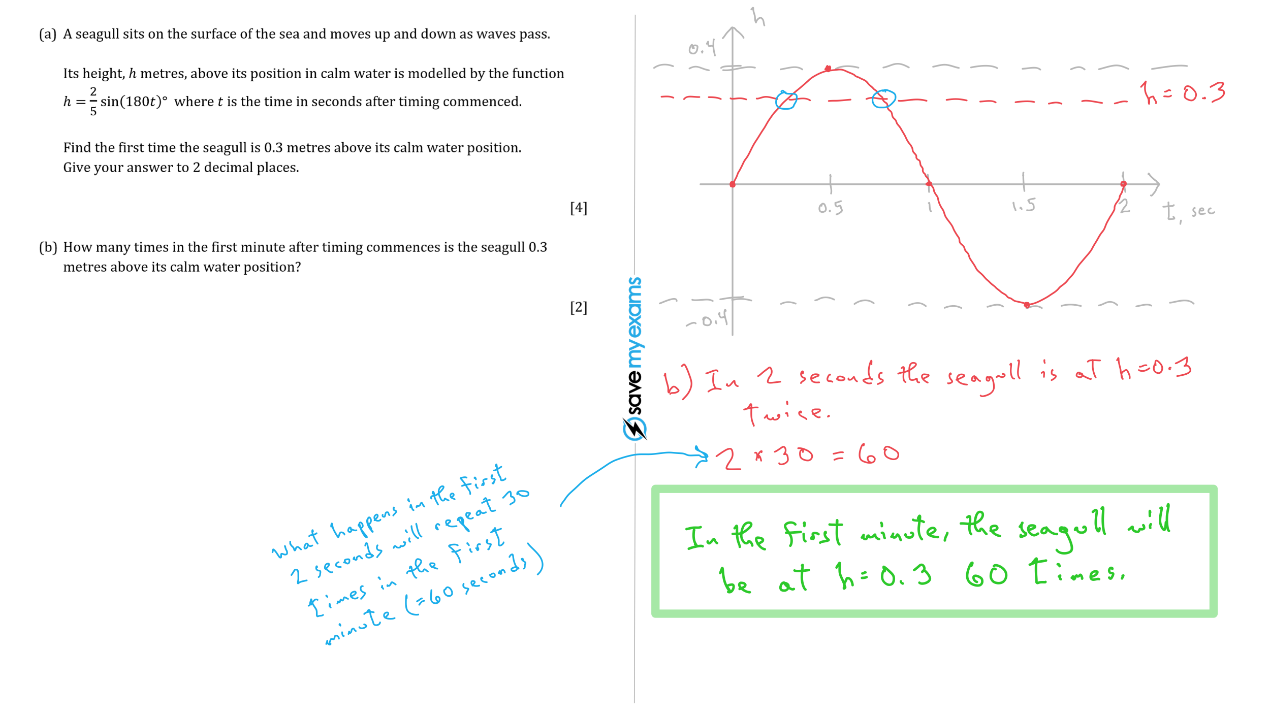 (a) A seagull sits on the surface of the sea and moves up and down as waves pass.
Its height, h metres, above its position in calm water is modelled by the function
h = 2/5 sin(180t)° where t is the time in seconds after timing commenced.
Find the first time the seagull is 0.3 metres above its calm water position.
Give your answer to 2 decimal places.
[4]
(b) How many times in the first minute after timing commences is the seagull 0.3
metres above its calm water position?
[2]
savemyexams
h
0.4
h = 0.3
0.5
1
1.5
2
t, sec
-0.4
b) In 2 seconds the seagull is at h=0.3
twice.
2 * 30 = 60
What happens in the first
2 seconds will repeat 30
times in the first
minute (=60 seconds)
In the first minute, the seagull will
be at h=0.3 60 times.